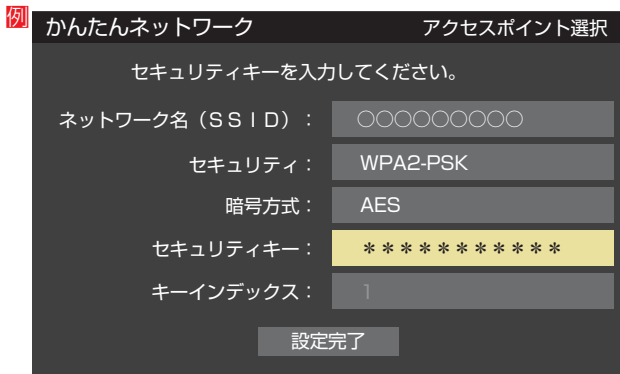 例
かんたんネットワーク アクセスポイント選択
セキュリティキーを入力してください。
ネットワーク名（ＳＳＩＤ）： ○○○○○○○○○
セキュリティ： WPA2-PSK
暗号方式： AES
セキュリティキー： ＊＊＊＊＊＊＊＊＊＊＊
キーインデックス： 1
設定完了